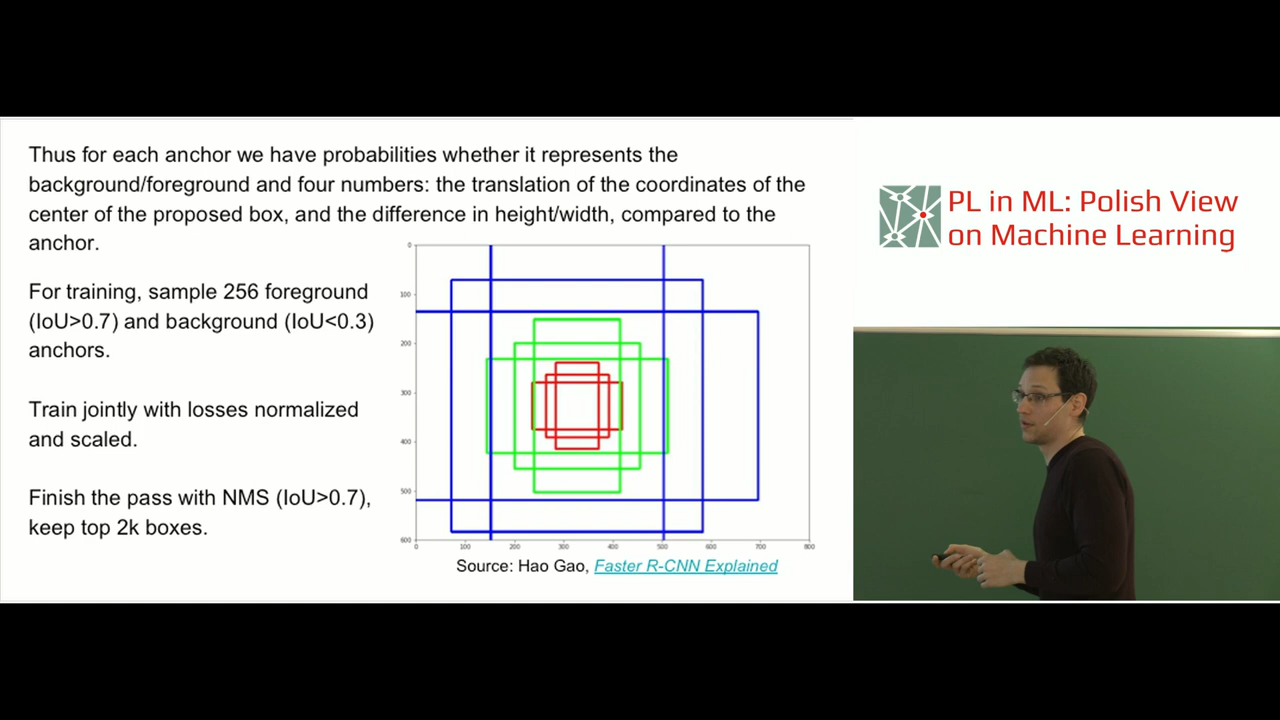 Thus for each anchor we have probabilities whether it represents the
background/foreground and four numbers: the translation of the coordinates of the
center of the proposed box, and the difference in height/width, compared to the
anchor.
For training, sample 256 foreground
(IoU>0.7) and background (IoU<0.3)
anchors.
Train jointly with losses normalized
and scaled.
Finish the pass with NMS (IoU>0.7),
keep top 2k boxes.
0
100
200
300
400
500
600
0 100 200 300 400 500 600 700 800
Source: Hao Gao, Faster R-CNN Explained
PL in ML: Polish View
on Machine Learning